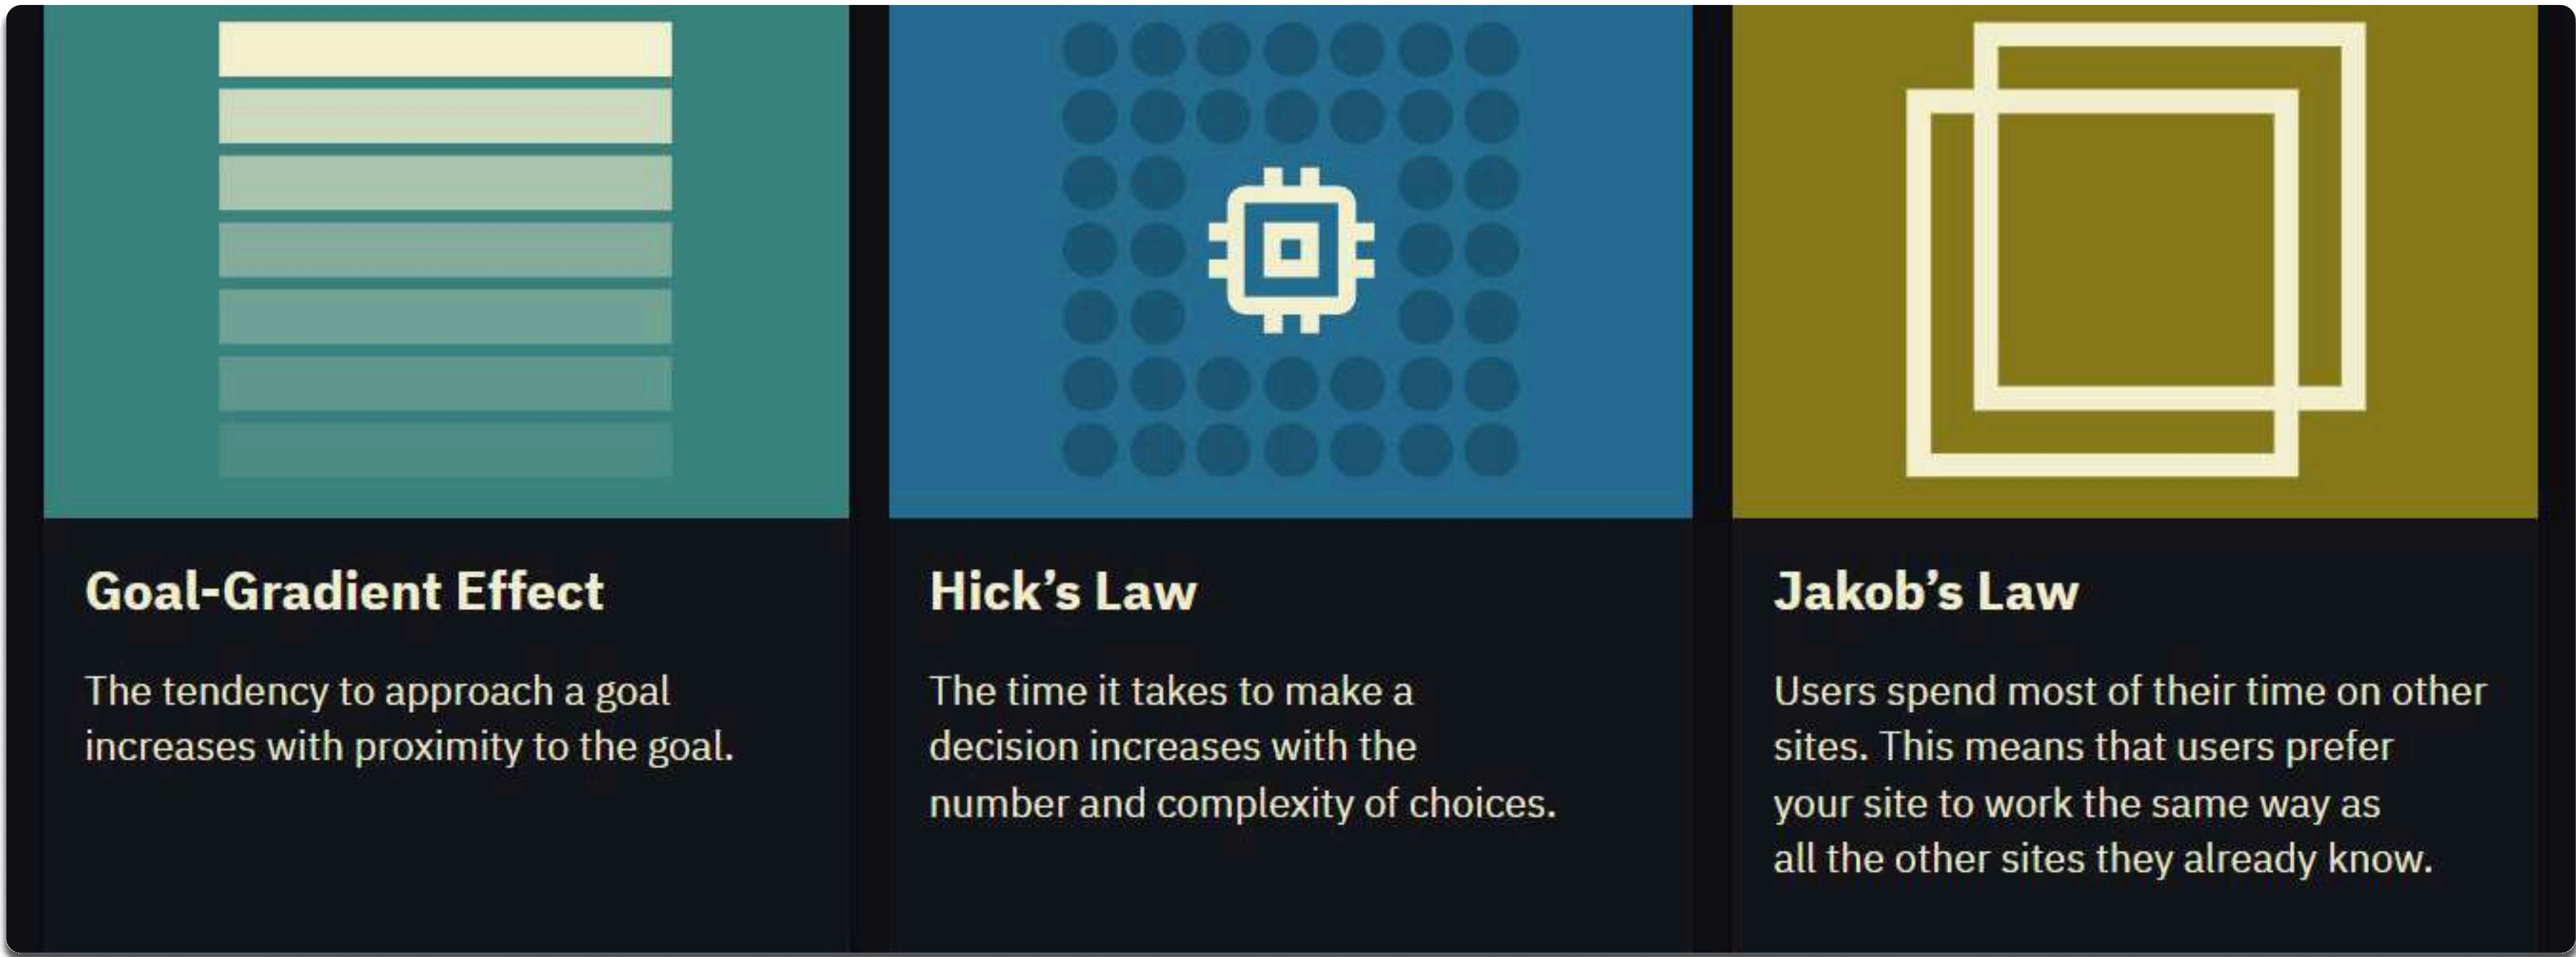 Goal-Gradient Effect
The tendency to approach a goal
increases with proximity to the goal.
Hick’s Law
The time it takes to make a
decision increases with the
number and complexity of choices.
Jakob’s Law
Users spend most of their time on other
sites. This means that users prefer
your site to work the same way as
all the other sites they already know.